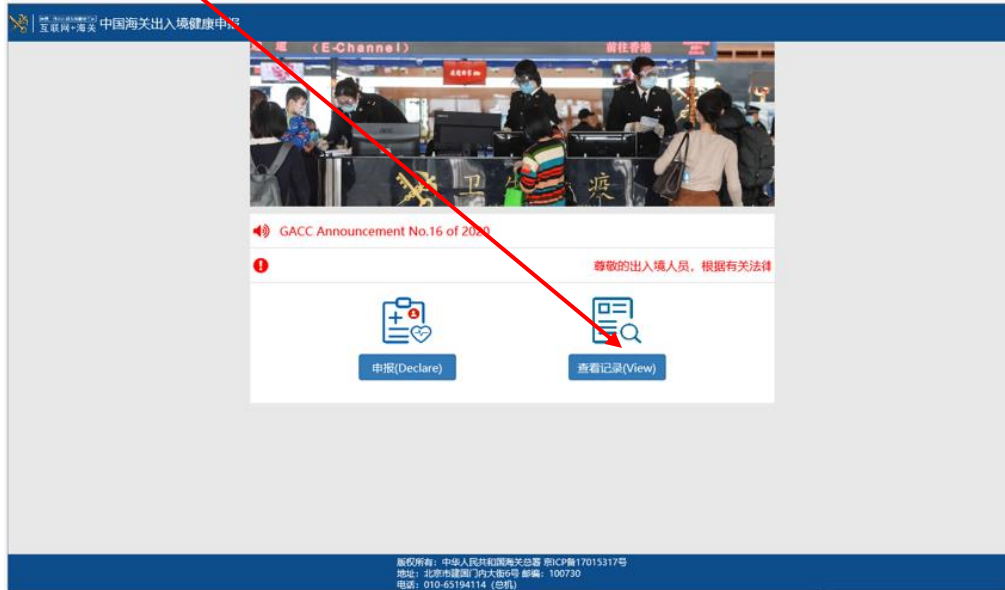 互联网+海关 中国海关出入境健康申报
道 (E-Channel) 前往香港
卫生 疫
GACC Announcement No.16 of 2020
尊敬的出入境人员，根据有关法律
申报(Declare)
查看记录(View)
版权所有：中华人民共和国海关总署 京ICP备17015317号
地址：北京市建国门内大街6号 邮编：100730
电话：010-65194114（总机）